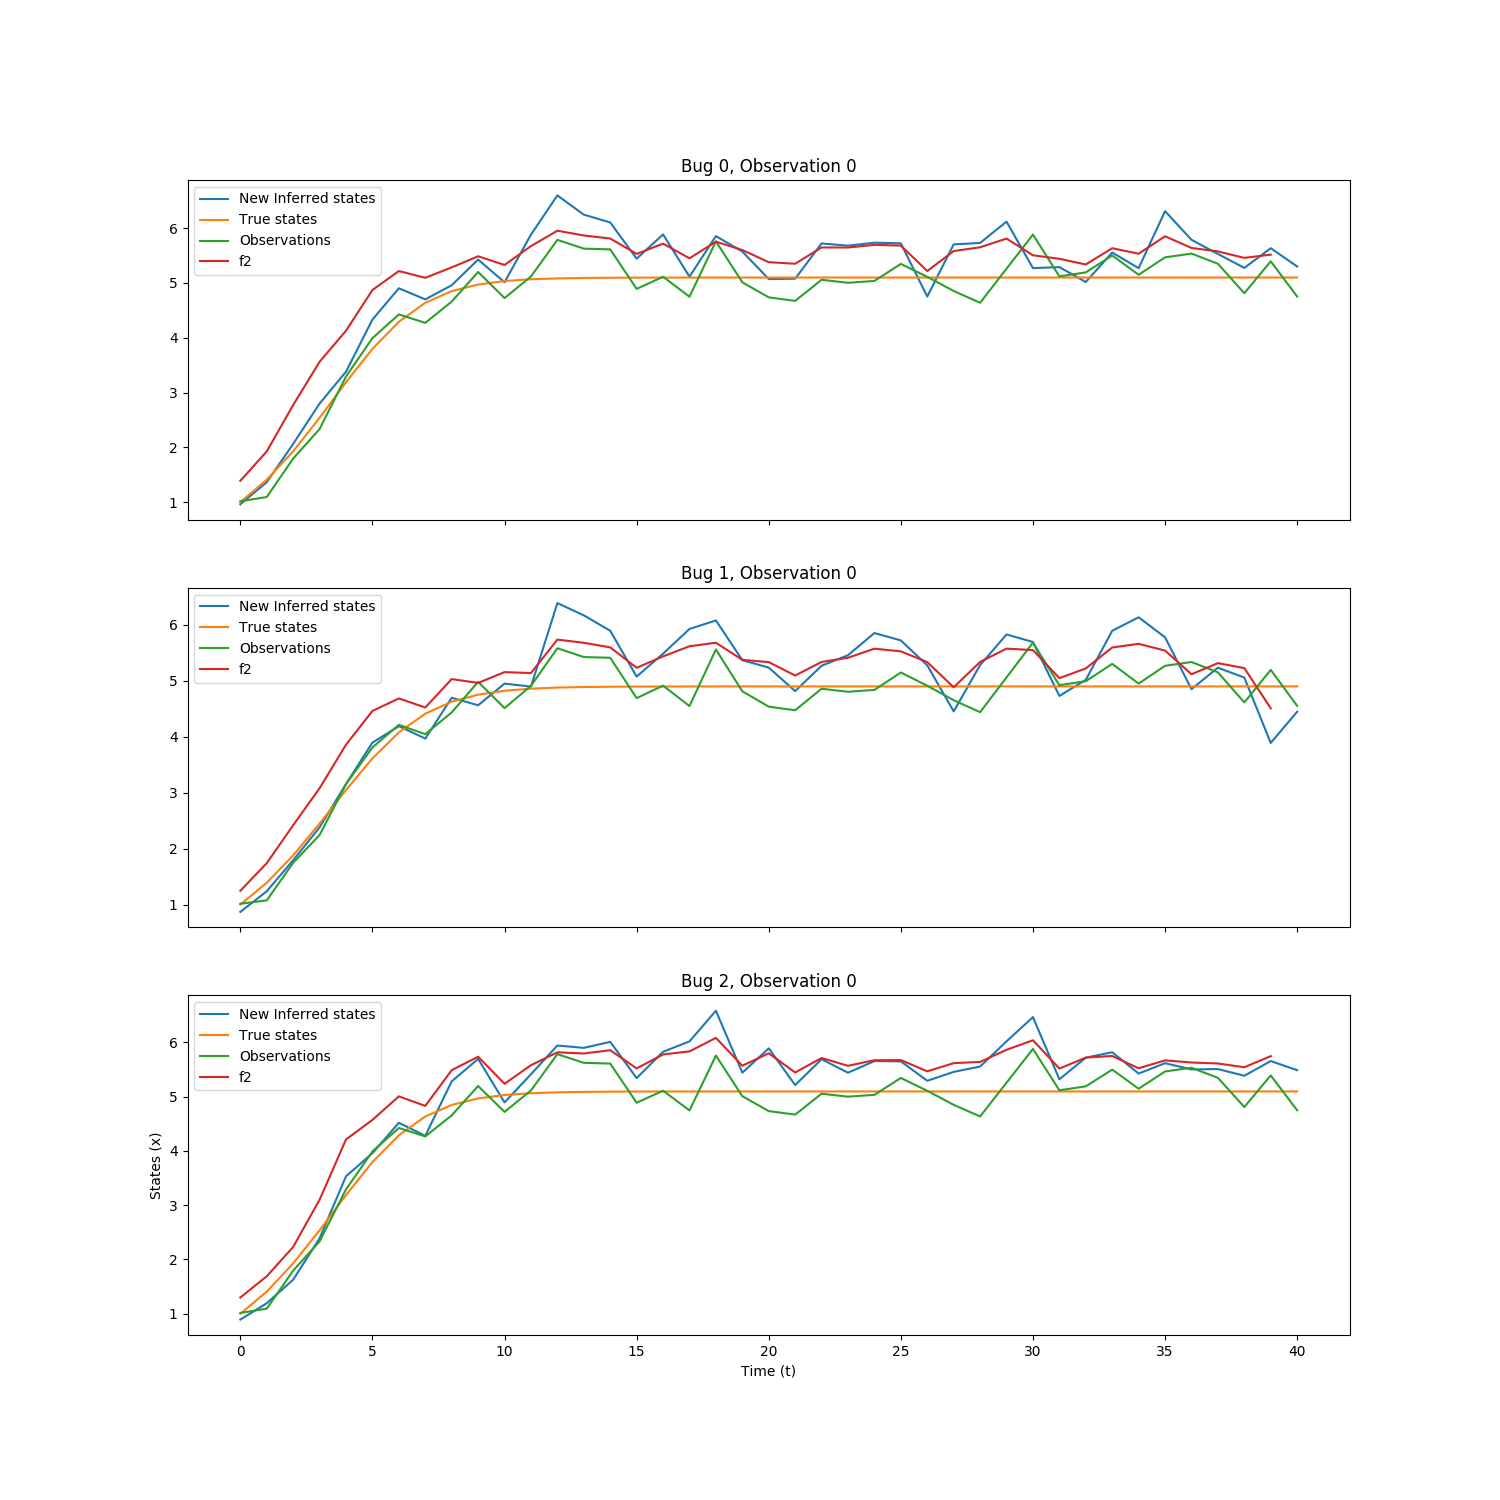 Bug 0, Observation 0
New Inferred states
True states
Observations
f2
6
5
4
3
2
1
Bug 1, Observation 0
New Inferred states
True states
Observations
f2
6
5
4
3
2
1
Bug 2, Observation 0
New Inferred states
True states
Observations
f2
6
5
4
3
2
1
States (x)
0 5 10 15 20 25 30 35 40
Time (t)